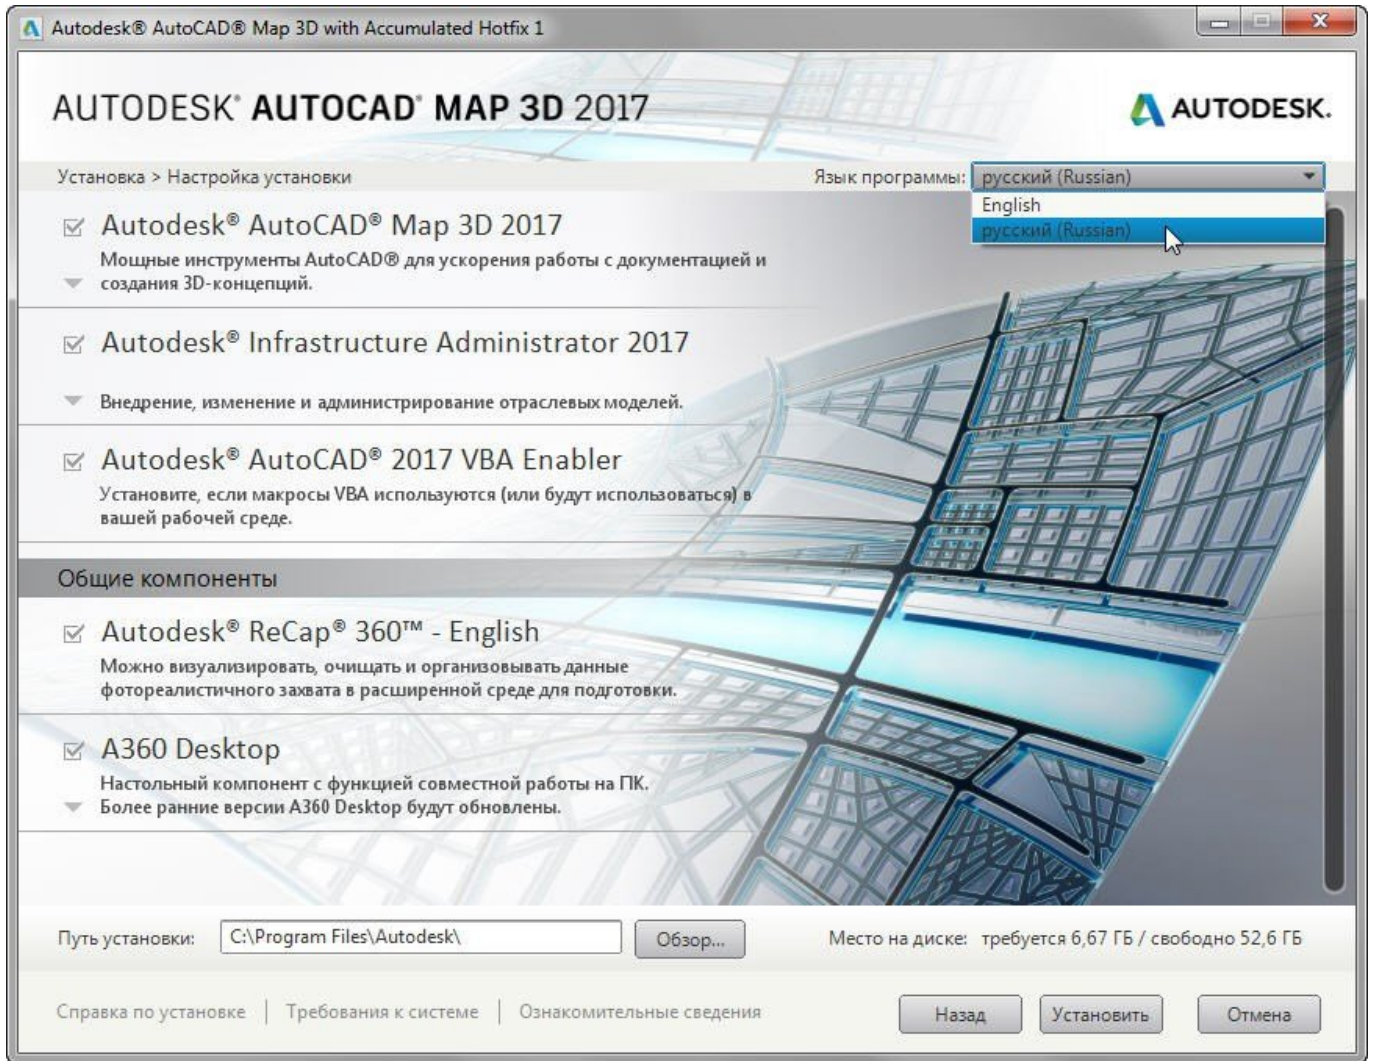 Autodesk® AutoCAD® Map 3D with Accumulated Hotfix 1
AUTODESK® AUTOCAD® MAP 3D 2017
AUTODESK.
Установка > Настройка установки
Язык программы: русский (Russian)
English
русский (Russian)
Autodesk® AutoCAD® Map 3D 2017
Мощные инструменты AutoCAD® для ускорения работы с документацией и
создания 3D-концепций.
Autodesk® Infrastructure Administrator 2017
Внедрение, изменение и администрирование отраслевых моделей.
Autodesk® AutoCAD® 2017 VBA Enabler
Установите, если макросы VBA используются (или будут использоваться) в
вашей рабочей среде.
Общие компоненты
Autodesk® ReCap® 360™ - English
Можно визуализировать, очищать и организовывать данные
фотореалистичного захвата в расширенной среде для подготовки.
A360 Desktop
Настольный компонент с функцией совместной работы на ПК.
Более ранние версии A360 Desktop будут обновлены.
Путь установки: C:\Program Files\Autodesk\ Обзор... Место на диске: требуется 6,67 ГБ / свободно 52,6 ГБ
Справка по установке | Требования к системе | Ознакомительные сведения Назад Установить Отмена